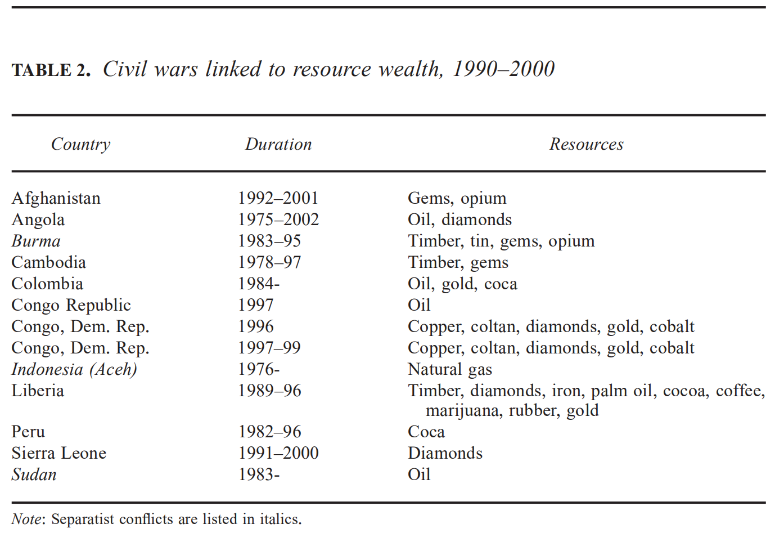 TABLE 2. Civil wars linked to resource wealth, 1990–2000
Country Duration Resources
Afghanistan 1992–2001 Gems, opium
Angola 1975–2002 Oil, diamonds
Burma 1983–95 Timber, tin, gems, opium
Cambodia 1978–97 Timber, gems
Colombia 1984- Oil, gold, coca
Congo Republic 1997 Oil
Congo, Dem. Rep. 1996 Copper, coltan, diamonds, gold, cobalt
Congo, Dem. Rep. 1997–99 Copper, coltan, diamonds, gold, cobalt
Indonesia (Aceh) 1976- Natural gas
Liberia 1989–96 Timber, diamonds, iron, palm oil, cocoa, coffee,
marijuana, rubber, gold
Peru 1982–96 Coca
Sierra Leone 1991–2000 Diamonds
Sudan 1983- Oil
Note: Separatist conflicts are listed in italics.